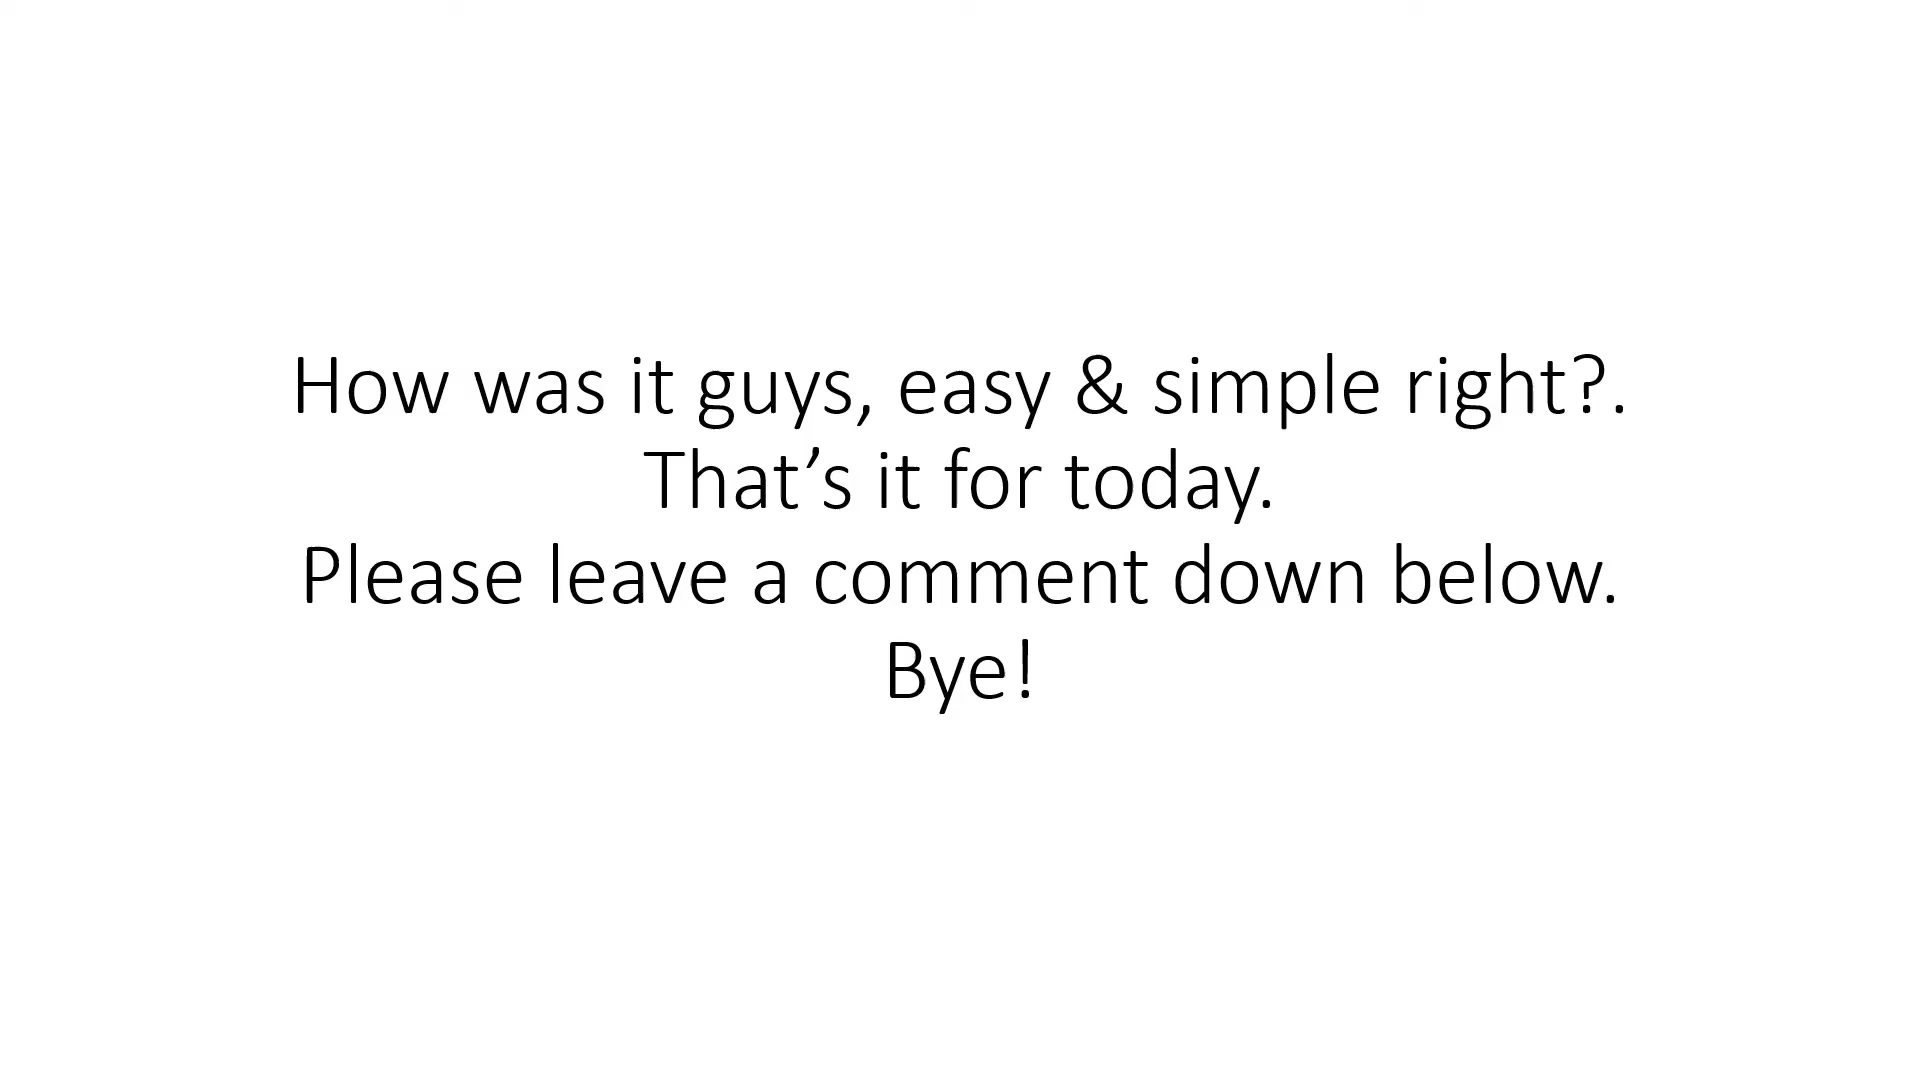 How was it guys, easy & simple right?.
That’s it for today.
Please leave a comment down below.
Bye!